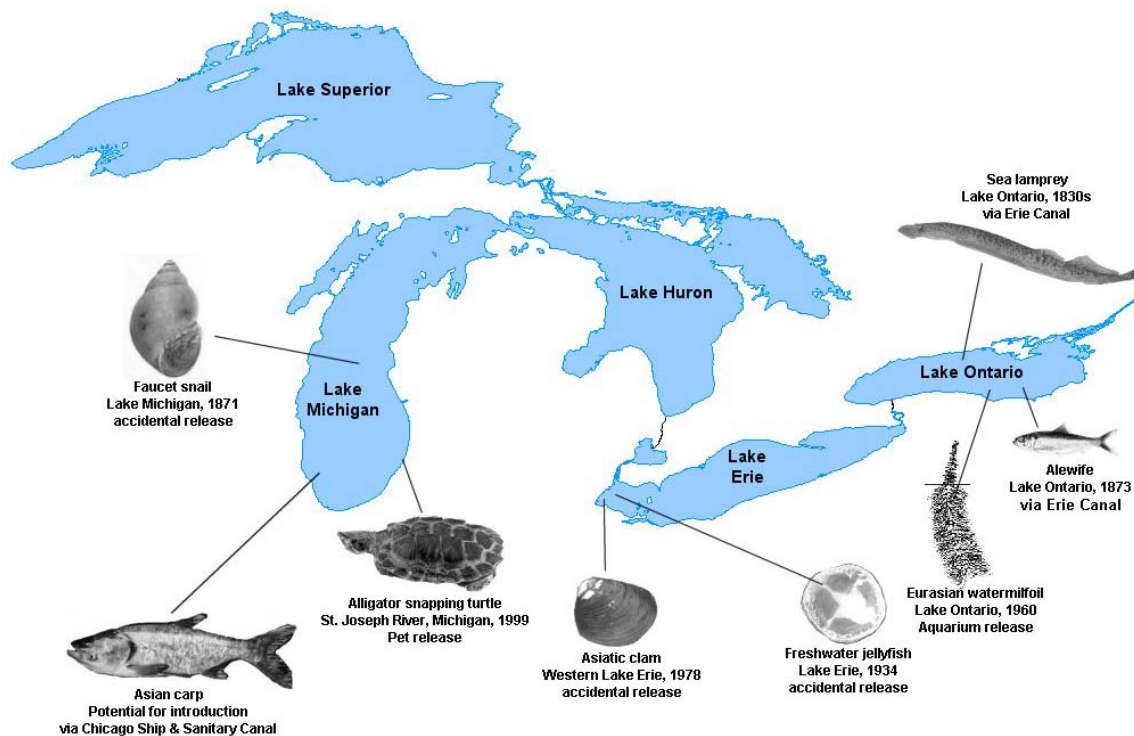 Lake Superior
Sea lamprey
Lake Ontario, 1830s
via Erie Canal
Lake Huron
Faucet snail
Lake Michigan, 1871
accidental release
Lake
Michigan
Lake Ontario
Lake
Erie
Alewife
Lake Ontario, 1873
via Erie Canal
Alligator snapping turtle
St. Joseph River, Michigan, 1999
Pet release
Eurasian watermilfoil
Lake Ontario, 1960
Aquarium release
Asiatic clam
Western Lake Erie, 1978
accidental release
Freshwater jellyfish
Lake Erie, 1934
accidental release
Asian carp
Potential for introduction
via Chicago Ship & Sanitary Canal